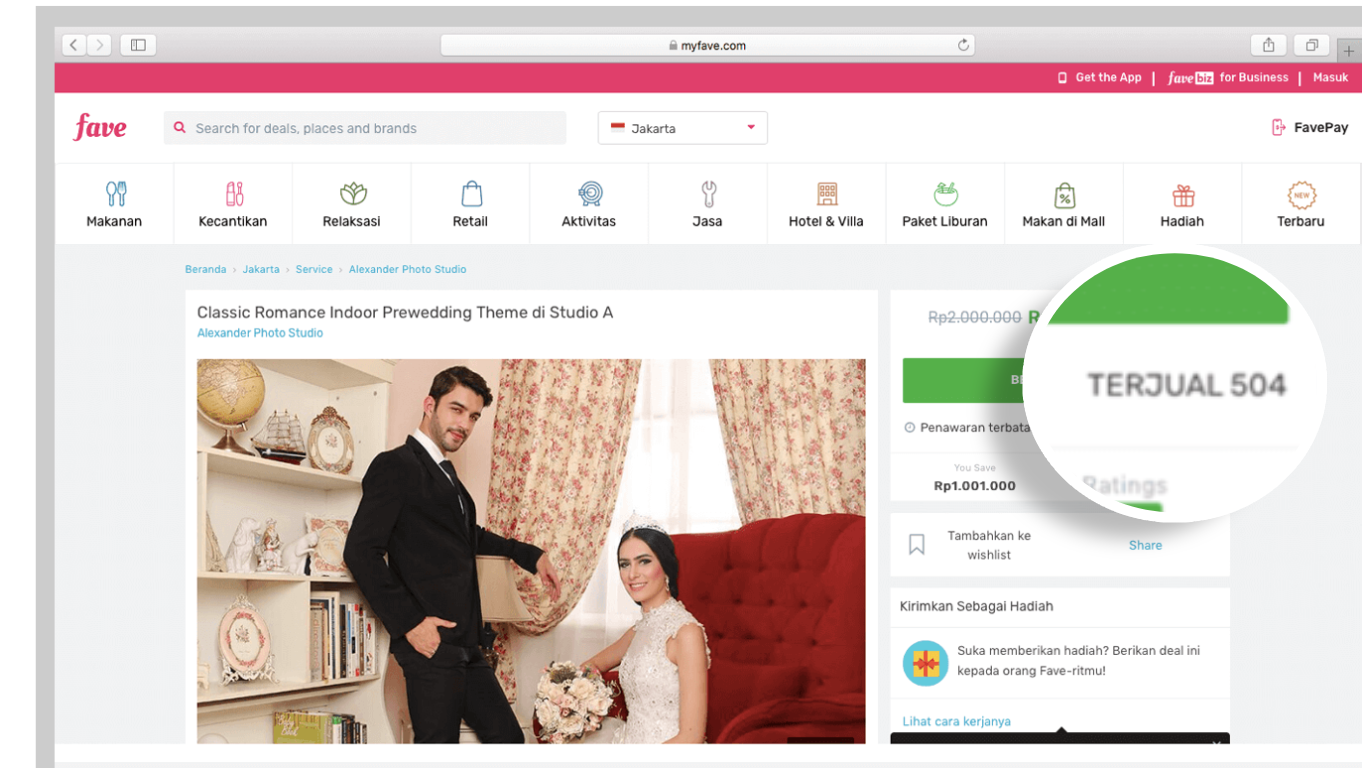 myfave.com
Get the App | fave biz for Business | Masuk
fave
Search for deals, places and brands
Jakarta
FavePay
Makanan
Kecantikan
Relaksasi
Retail
Aktivitas
Jasa
Hotel & Villa
Paket Liburan
Makan di Mall
Hadiah
NEW
Terbaru
Beranda › Jakarta › Service › Alexander Photo Studio
Classic Romance Indoor Prewedding Theme di Studio A
Alexander Photo Studio
Rp2.000.000 R
BE
Penawaran terbata
You Save
Rp1.001.000
TERJUAL 504
Ratings
Tambahkan ke
wishlist
Share
Kirimkan Sebagai Hadiah
Suka memberikan hadiah? Berikan deal ini
kepada orang Fave-ritmu!
Lihat cara kerjanya